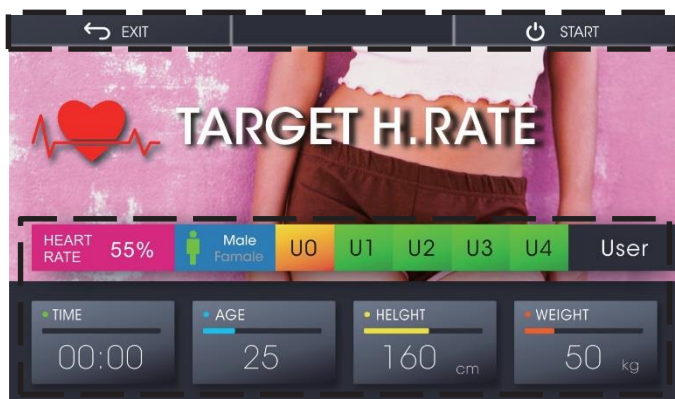 EXIT
START
TARGET H.RATE
HEART RATE 55% Male Famale U0 U1 U2 U3 U4 User
TIME AGE HELGHT WEIGHT
00:00 25 160 cm 50 kg